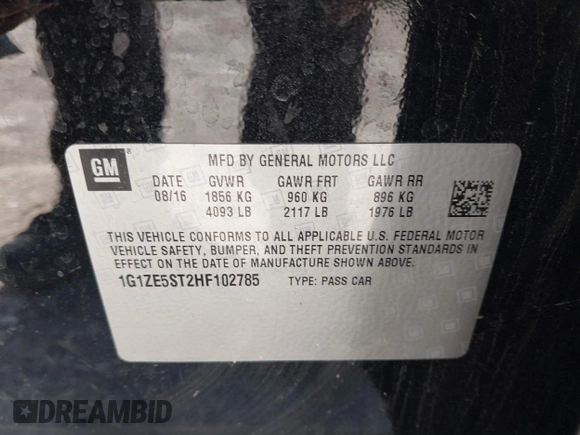 GM ® MFD BY GENERAL MOTORS LLC
DATE GVWR GAWR FRT GAWR RR
08/16 1856 KG 960 KG 896 KG
4093 LB 2117 LB 1976 LB
THIS VEHICLE CONFORMS TO ALL APPLICABLE U.S. FEDERAL MOTOR
VEHICLE SAFETY, BUMPER, AND THEFT PREVENTION STANDARDS IN
EFFECT ON THE DATE OF MANUFACTURE SHOWN ABOVE.
1G1ZE5ST2HF102785 TYPE: PASS CAR
DREAMBID